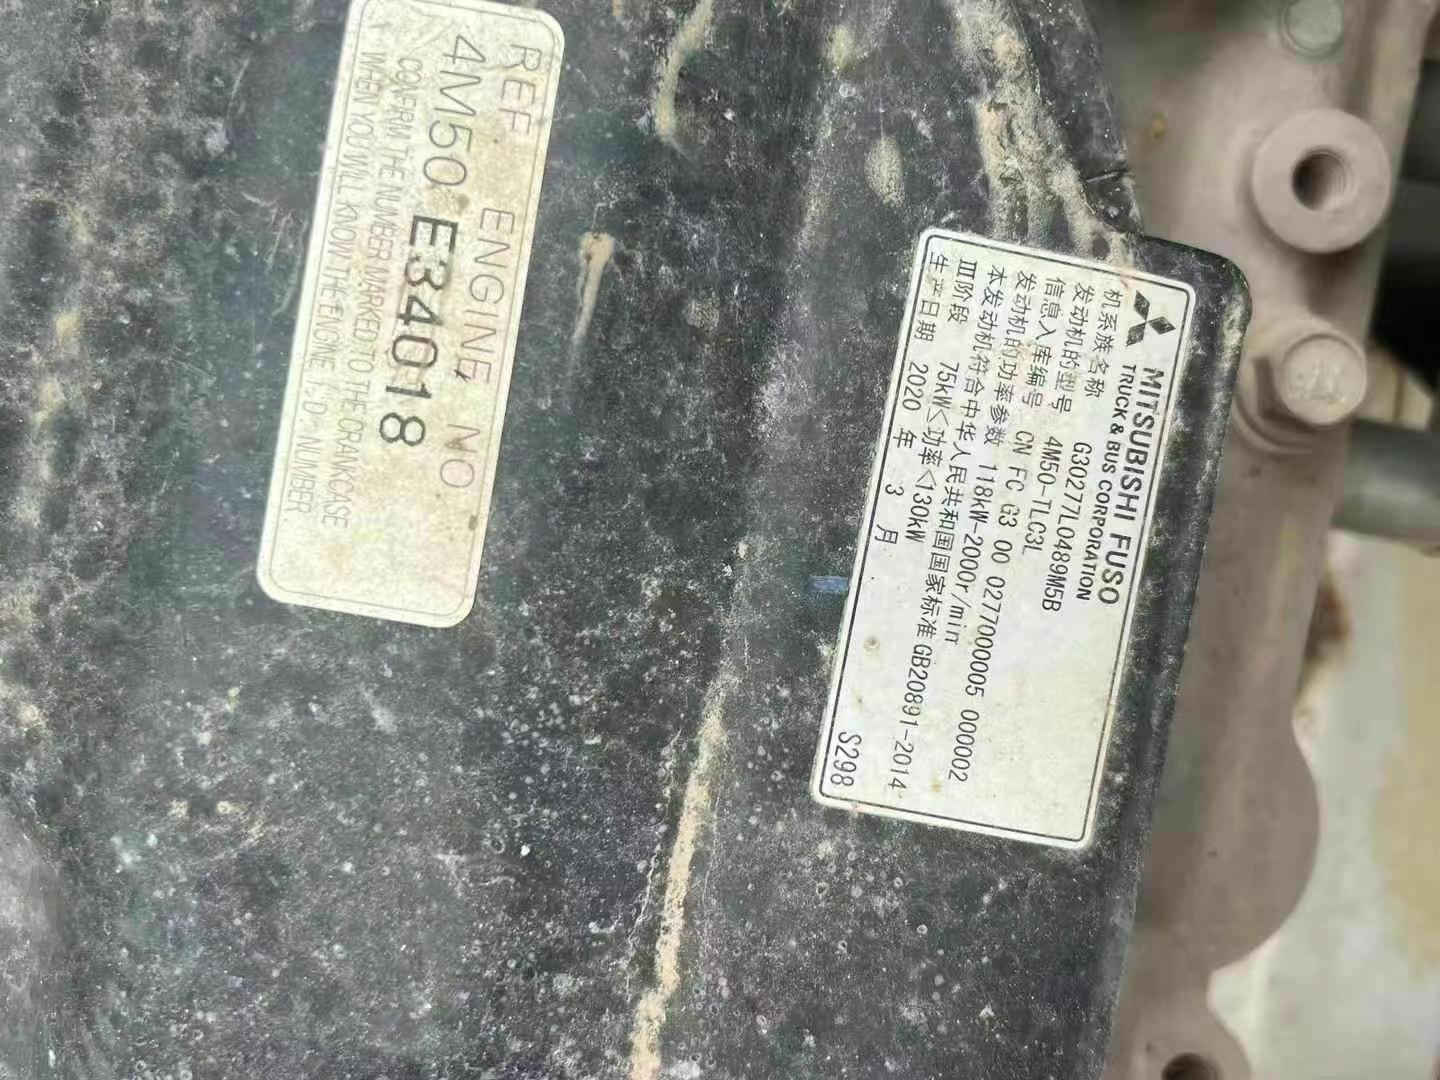 REF ENGINE NO
4M50 E34018
CONFIRM THE NUMBER MARKED TO THE CRANKCASE
WHEN YOU WILL KNOW THE ENGINE I.D. NUMBER.
MITSUBISHI FUSO
TRUCK & BUS CORPORATION
机系族名称 G30277L0489M5B
发动机的型号 4M50-TLC3L
信息入库编号 CN FC G3 00 0277000005 000002
发动机的功率参数 118kW-2000r/min
本发动机符合中华人民共和国国家标准 GB20891-2014
Ⅲ阶段 75kW<功率<130kW
生产日期 2020 年 3 月
S298